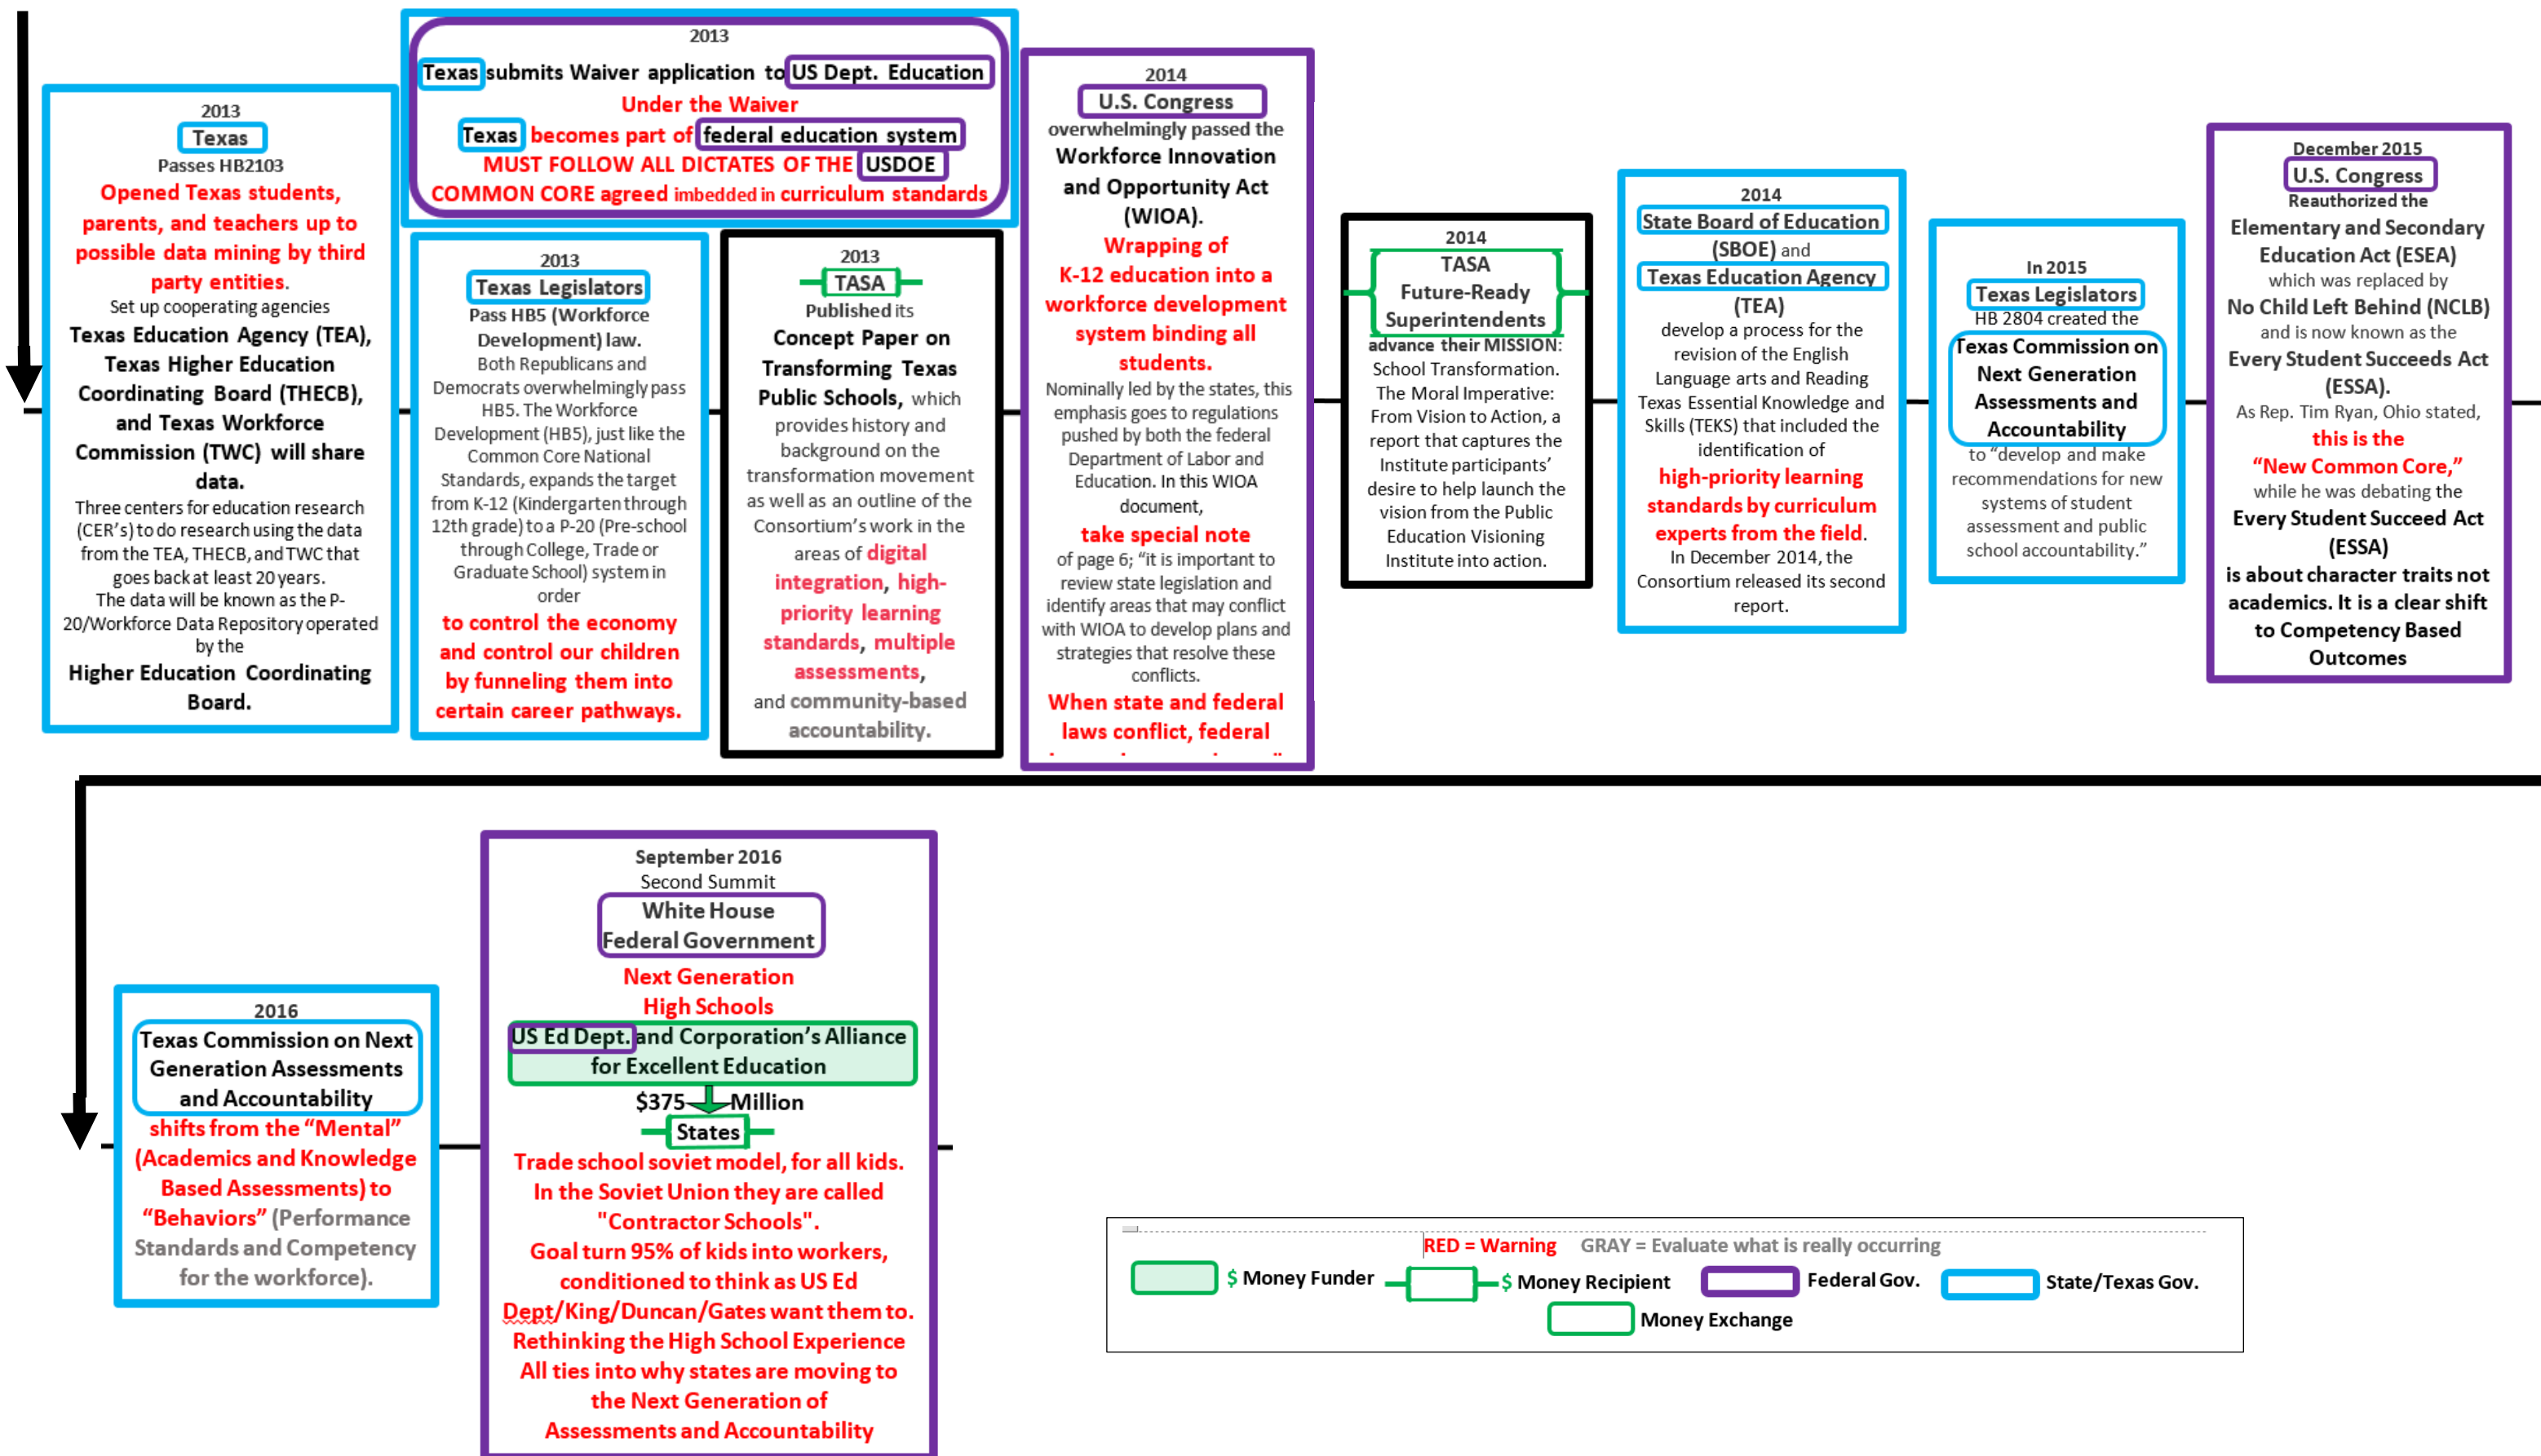 2013
Texas
Passes HB2103
Opened Texas students,
parents, and teachers up to
possible data mining by third
party entities.
Set up cooperating agencies
Texas Education Agency (TEA),
Texas Higher Education
Coordinating Board (THECB),
and Texas Workforce
Commission (TWC) will share
data.
Three centers for education research
(CER's) to do research using the data
from the TEA, THECB, and TWC that
goes back at least 20 years.
The data will be known as the P-
20/Workforce Data Repository operated
by the
Higher Education Coordinating
Board.
2013
Texas submits Waiver application to US Dept. Education
Under the Waiver
Texas becomes part of federal education system
MUST FOLLOW ALL DICTATES OF THE USDOE
COMMON CORE agreed imbedded in curriculum standards
2013
Texas Legislators
Pass HB5 (Workforce
Development) law.
Both Republicans and
Democrats overwhelmingly pass
HB5. The Workforce
Development (HB5), just like the
Common Core National
Standards, expands the target
from K-12 (Kindergarten through
12th grade) to a P-20 (Pre-school
through College, Trade or
Graduate School) system in
order
to control the economy
and control our children
by funneling them into
certain career pathways.
2013
TASA
Published its
Concept Paper on
Transforming Texas
Public Schools, which
provides history and
background on the
transformation movement
as well as an outline of the
Consortium's work in the
areas of digital
integration, high-
priority learning
standards, multiple
assessments,
and community-based
accountability.
2014
U.S. Congress
overwhelmingly passed the
Workforce Innovation
and Opportunity Act
(WIOA).
Wrapping of
K-12 education into a
workforce development
system binding all
students.
Nominally led by the states, this
emphasis goes to regulations
pushed by both the federal
Department of Labor and
Education. In this WIOA
document,
take special note
of page 6; "it is important to
review state legislation and
identify areas that may conflict
with WIOA to develop plans and
strategies that resolve these
conflicts.
When state and federal
laws conflict, federal
2014
TASA
Future-Ready
Superintendents
advance their MISSION:
School Transformation.
The Moral Imperative:
From Vision to Action, a
report that captures the
Institute participants'
desire to help launch the
vision from the Public
Education Visioning
Institute into action.
2014
State Board of Education
(SBOE) and
Texas Education Agency
(TEA)
develop a process for the
revision of the English
Language arts and Reading
Texas Essential Knowledge and
Skills (TEKS) that included the
identification of
high-priority learning
standards by curriculum
experts from the field.
In December 2014, the
Consortium released its second
report.
In 2015
Texas Legislators
HB 2804 created the
Texas Commission on
Next Generation
Assessments and
Accountability
to "develop and make
recommendations for new
systems of student
assessment and public
school accountability."
December 2015
U.S. Congress
Reauthorized the
Elementary and Secondary
Education Act (ESEA)
which was replaced by
No Child Left Behind (NCLB)
and is now known as the
Every Student Succeeds Act
(ESSA).
As Rep. Tim Ryan, Ohio stated,
this is the
"New Common Core,"
while he was debating the
Every Student Succeed Act
(ESSA)
is about character traits not
academics. It is a clear shift
to Competency Based
Outcomes
2016
Texas Commission on Next
Generation Assessments
and Accountability
shifts from the "Mental"
(Academics and Knowledge
Based Assessments) to
"Behaviors" (Performance
Standards and Competency
for the workforce).
September 2016
Second Summit
White House
Federal Government
Next Generation
High Schools
US Ed Dept. and Corporation's Alliance
for Excellent Education
$375 Million
States
Trade school soviet model, for all kids.
In the Soviet Union they are called
"Contractor Schools".
Goal turn 95% of kids into workers,
conditioned to think as US Ed
Dept/King/Duncan/Gates want them to.
Rethinking the High School Experience
All ties into why states are moving to
the Next Generation of
Assessments and Accountability
RED = Warning GRAY = Evaluate what is really occurring
$ Money Funder $ Money Recipient Federal Gov. State/Texas Gov.
Money Exchange